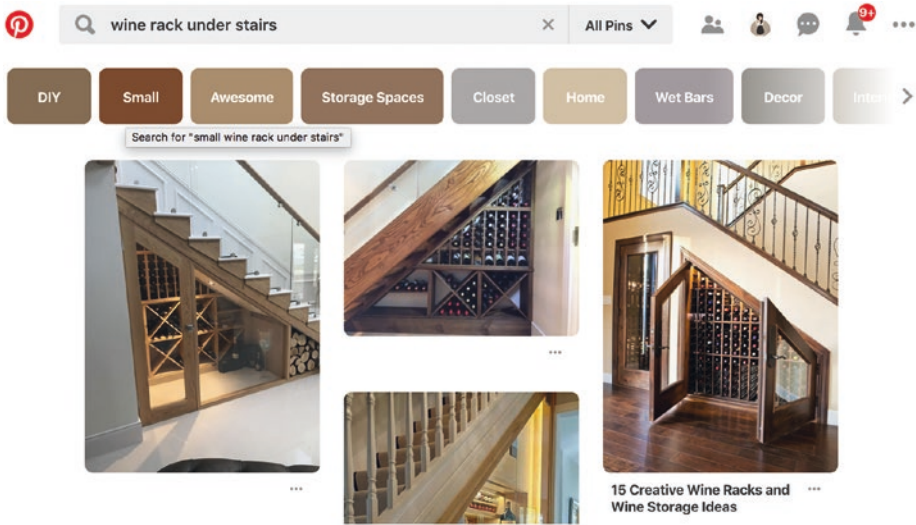 wine rack under stairs
All Pins
9+
DIY
Small
Awesome
Storage Spaces
Closet
Home
Wet Bars
Decor
Search for "small wine rack under stairs"
15 Creative Wine Racks and
Wine Storage Ideas